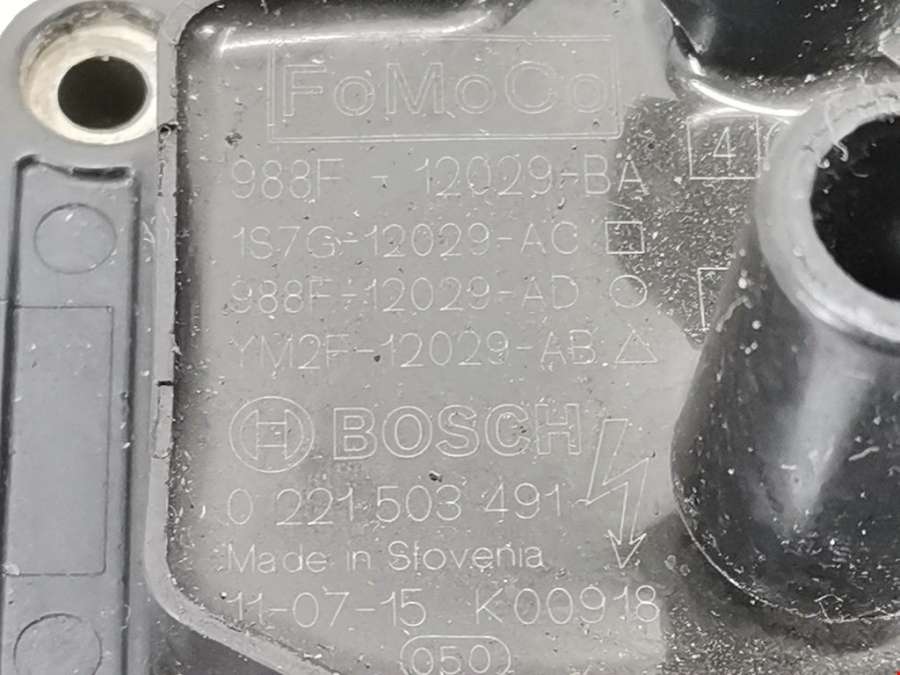 FoMoCo
988F - 12029-BA 4
1S7G-12029-AC
988F-12029-AD
YM2F-12029-AB
BOSCH
0 221 503 491
Made in Slovenia
11-07-15 K00918
050